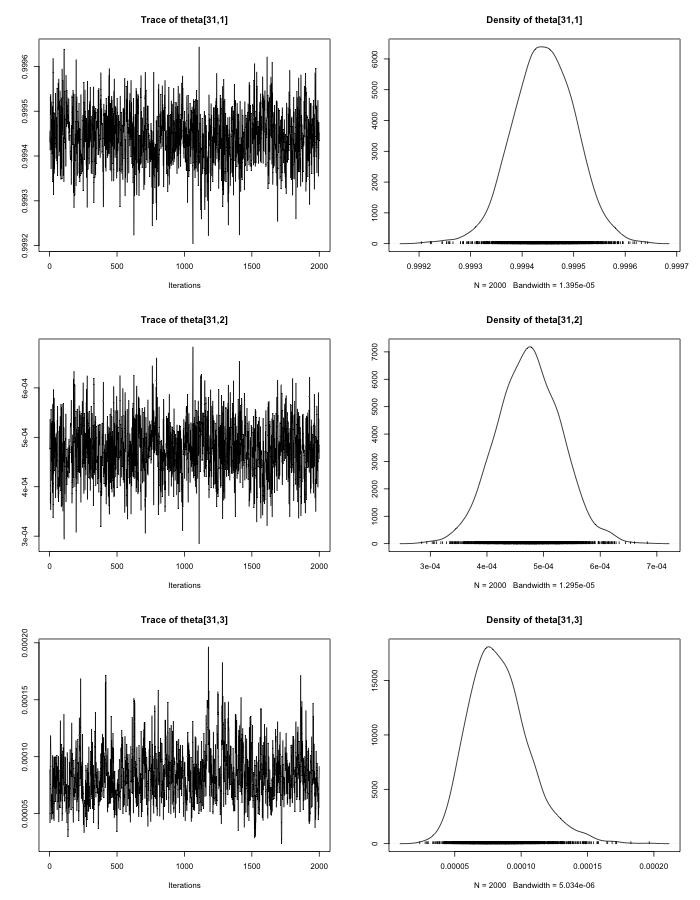 Trace of theta[31,1]
0.9992 0.9993 0.9994 0.9995 0.9996
0 500 1000 1500 2000
Iterations
Density of theta[31,1]
0 1000 2000 3000 4000 5000 6000
0.9992 0.9993 0.9994 0.9995 0.9996 0.9997
N = 2000 Bandwidth = 1.395e-05
Trace of theta[31,2]
3e-04 4e-04 5e-04 6e-04
0 500 1000 1500 2000
Iterations
Density of theta[31,2]
0 1000 2000 3000 4000 5000 6000 7000
3e-04 4e-04 5e-04 6e-04 7e-04
N = 2000 Bandwidth = 1.295e-05
Trace of theta[31,3]
0.00005 0.00010 0.00015 0.00020
0 500 1000 1500 2000
Iterations
Density of theta[31,3]
0 5000 10000 15000
0.00005 0.00010 0.00015 0.00020
N = 2000 Bandwidth = 5.034e-06